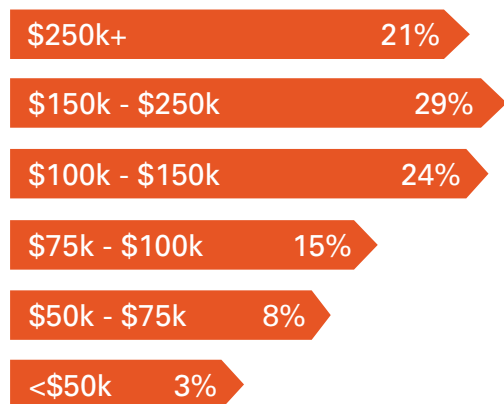 $250k+ 21%
$150k - $250k 29%
$100k - $150k 24%
$75k - $100k 15%
$50k - $75k 8%
<$50k 3%